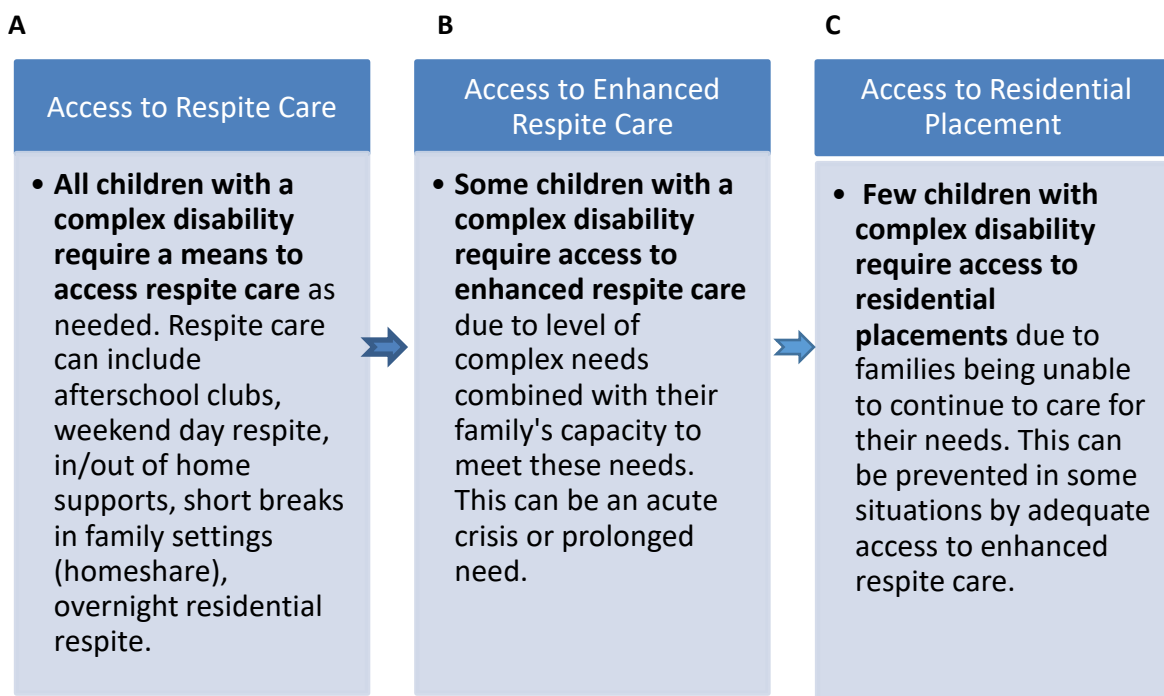 A
B
C
Access to Respite Care
• All children with a
complex disability
require a means to
access respite care as
needed. Respite care
can include
afterschool clubs,
weekend day respite,
in/out of home
supports, short breaks
in family settings
(homeshare),
overnight residential
respite.
Access to Enhanced
Respite Care
• Some children with a
complex disability
require access to
enhanced respite care
due to level of
complex needs
combined with their
family's capacity to
meet these needs.
This can be an acute
crisis or prolonged
need.
Access to Residential
Placement
• Few children with
complex disability
require access to
residential
placements due to
families being unable
to continue to care for
their needs. This can
be prevented in some
situations by adequate
access to enhanced
respite care.